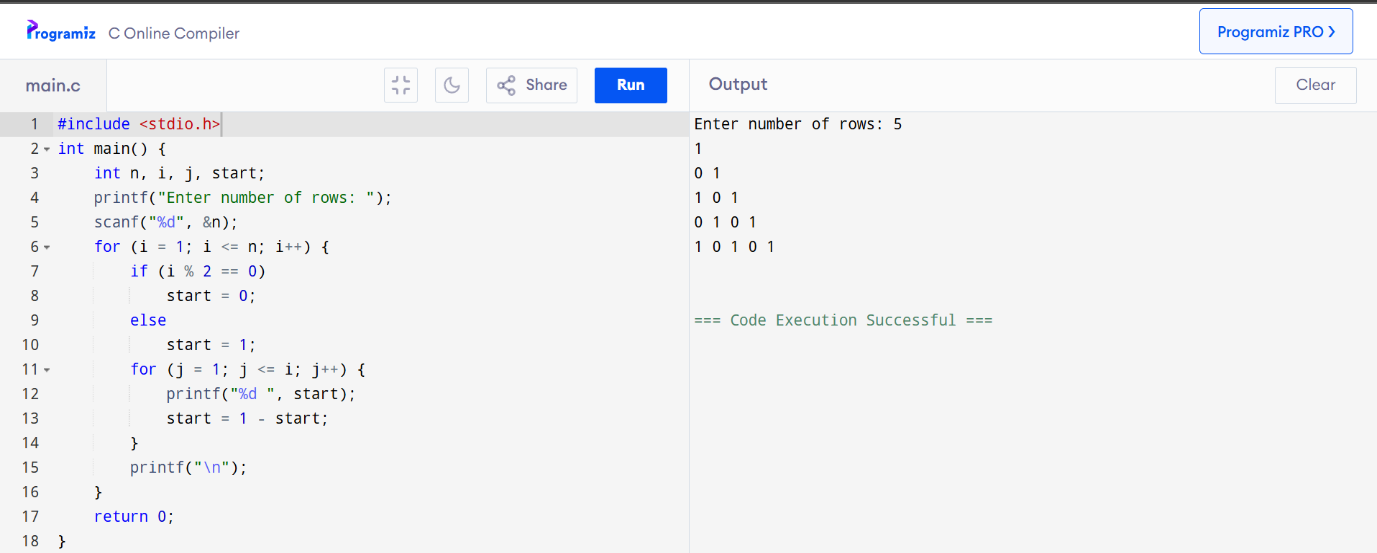 Programiz C Online Compiler Programiz PRO >
main.c Share Run Output Clear
1 #include <stdio.h>
2 int main() {
3     int n, i, j, start;
4     printf("Enter number of rows: ");
5     scanf("%d", &n);
6     for (i = 1; i <= n; i++) {
7         if (i % 2 == 0)
8             start = 0;
9         else
10             start = 1;
11         for (j = 1; j <= i; j++) {
12             printf("%d ", start);
13             start = 1 - start;
14         }
15         printf("\n");
16     }
17     return 0;
18 }
Enter number of rows: 5
1
0 1
1 0 1
0 1 0 1
1 0 1 0 1
=== Code Execution Successful ===